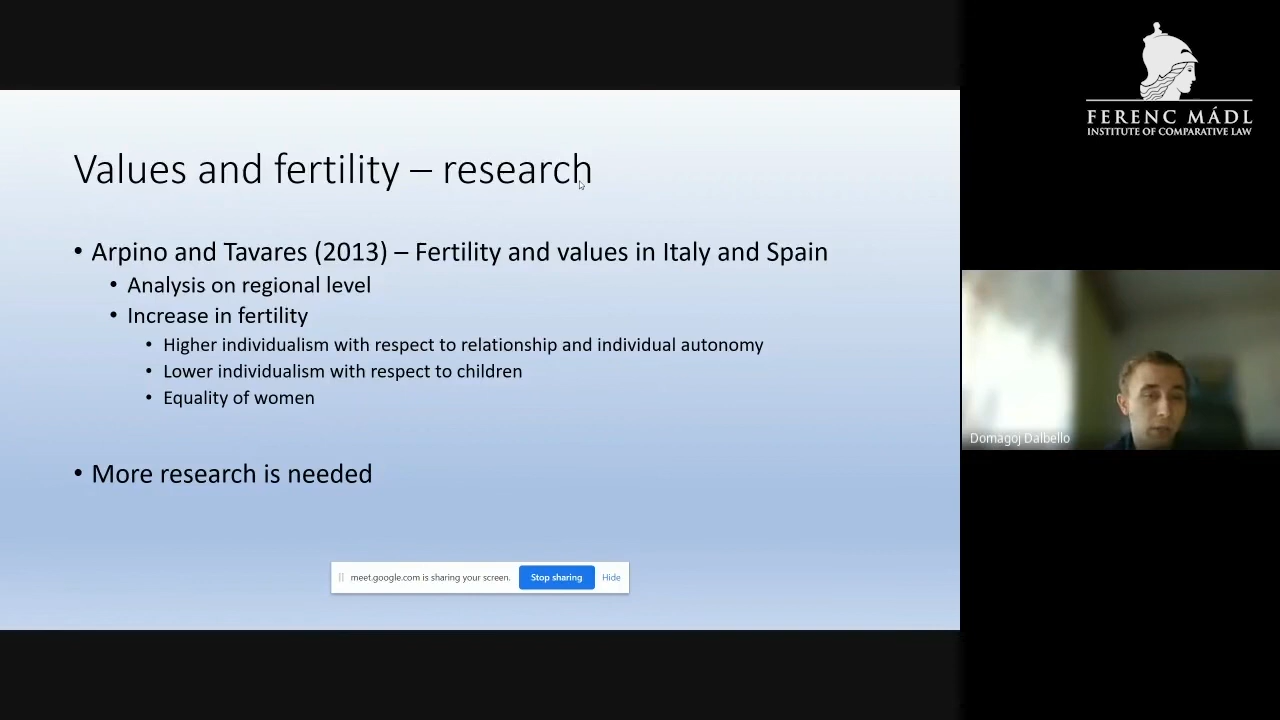 FERENC MÁDL
INSTITUTE OF COMPARATIVE LAW
Values and fertility – research
• Arpino and Tavares (2013) – Fertility and values in Italy and Spain
• Analysis on regional level
• Increase in fertility
• Higher individualism with respect to relationship and individual autonomy
• Lower individualism with respect to children
• Equality of women
• More research is needed
meet.google.com is sharing your screen. Stop sharing Hide
Domagoj Dalbello